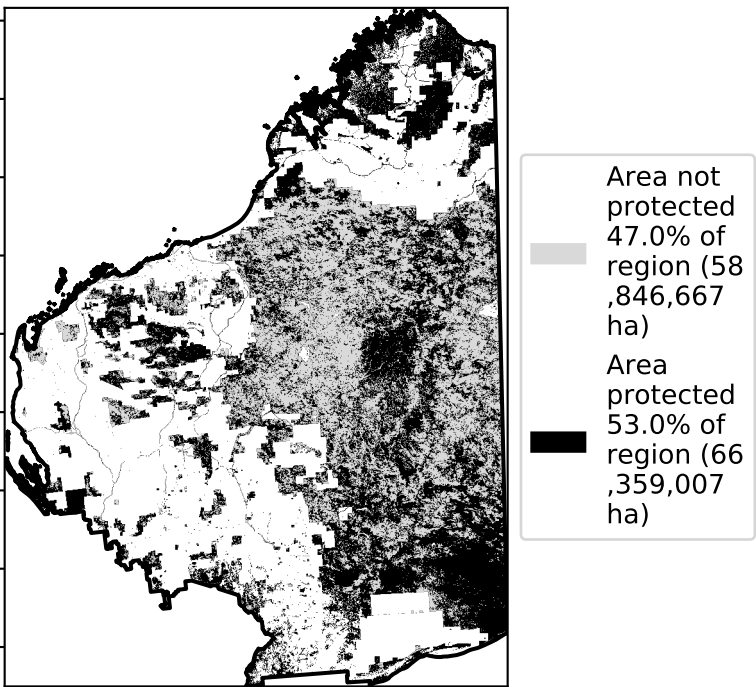 Area not
protected
47.0% of
region (58
,846,667
ha)
Area
protected
53.0% of
region (66
,359,007
ha)